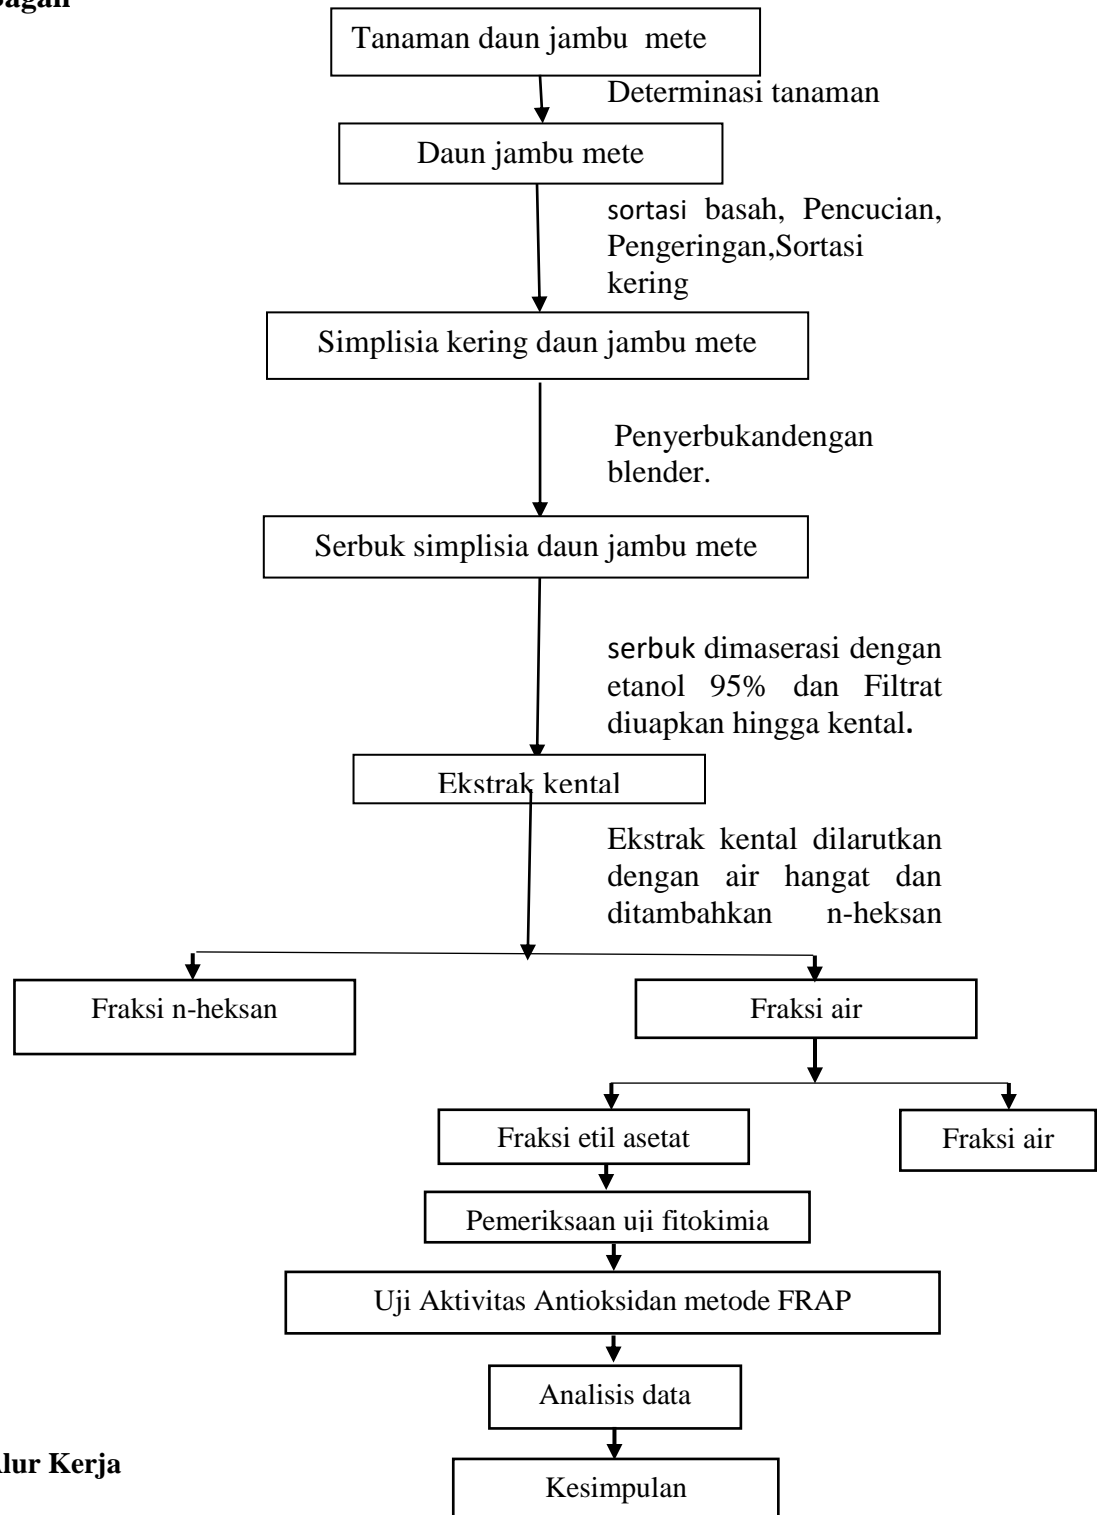 Bagan
Tanaman daun jambu mete
Determinasi tanaman
Daun jambu mete
sortasi basah, Pencucian,
Pengeringan,Sortasi
kering
Simplisia kering daun jambu mete
Penyerbukandengan
blender.
Serbuk simplisia daun jambu mete
serbuk dimaserasi dengan
etanol 95% dan Filtrat
diuapkan hingga kental.
Ekstrak kental
Ekstrak kental dilarutkan
dengan air hangat dan
ditambahkan n-heksan
Fraksi n-heksan
Fraksi air
Fraksi etil asetat
Fraksi air
Pemeriksaan uji fitokimia
Uji Aktivitas Antioksidan metode FRAP
Analisis data
Alur Kerja
Kesimpulan